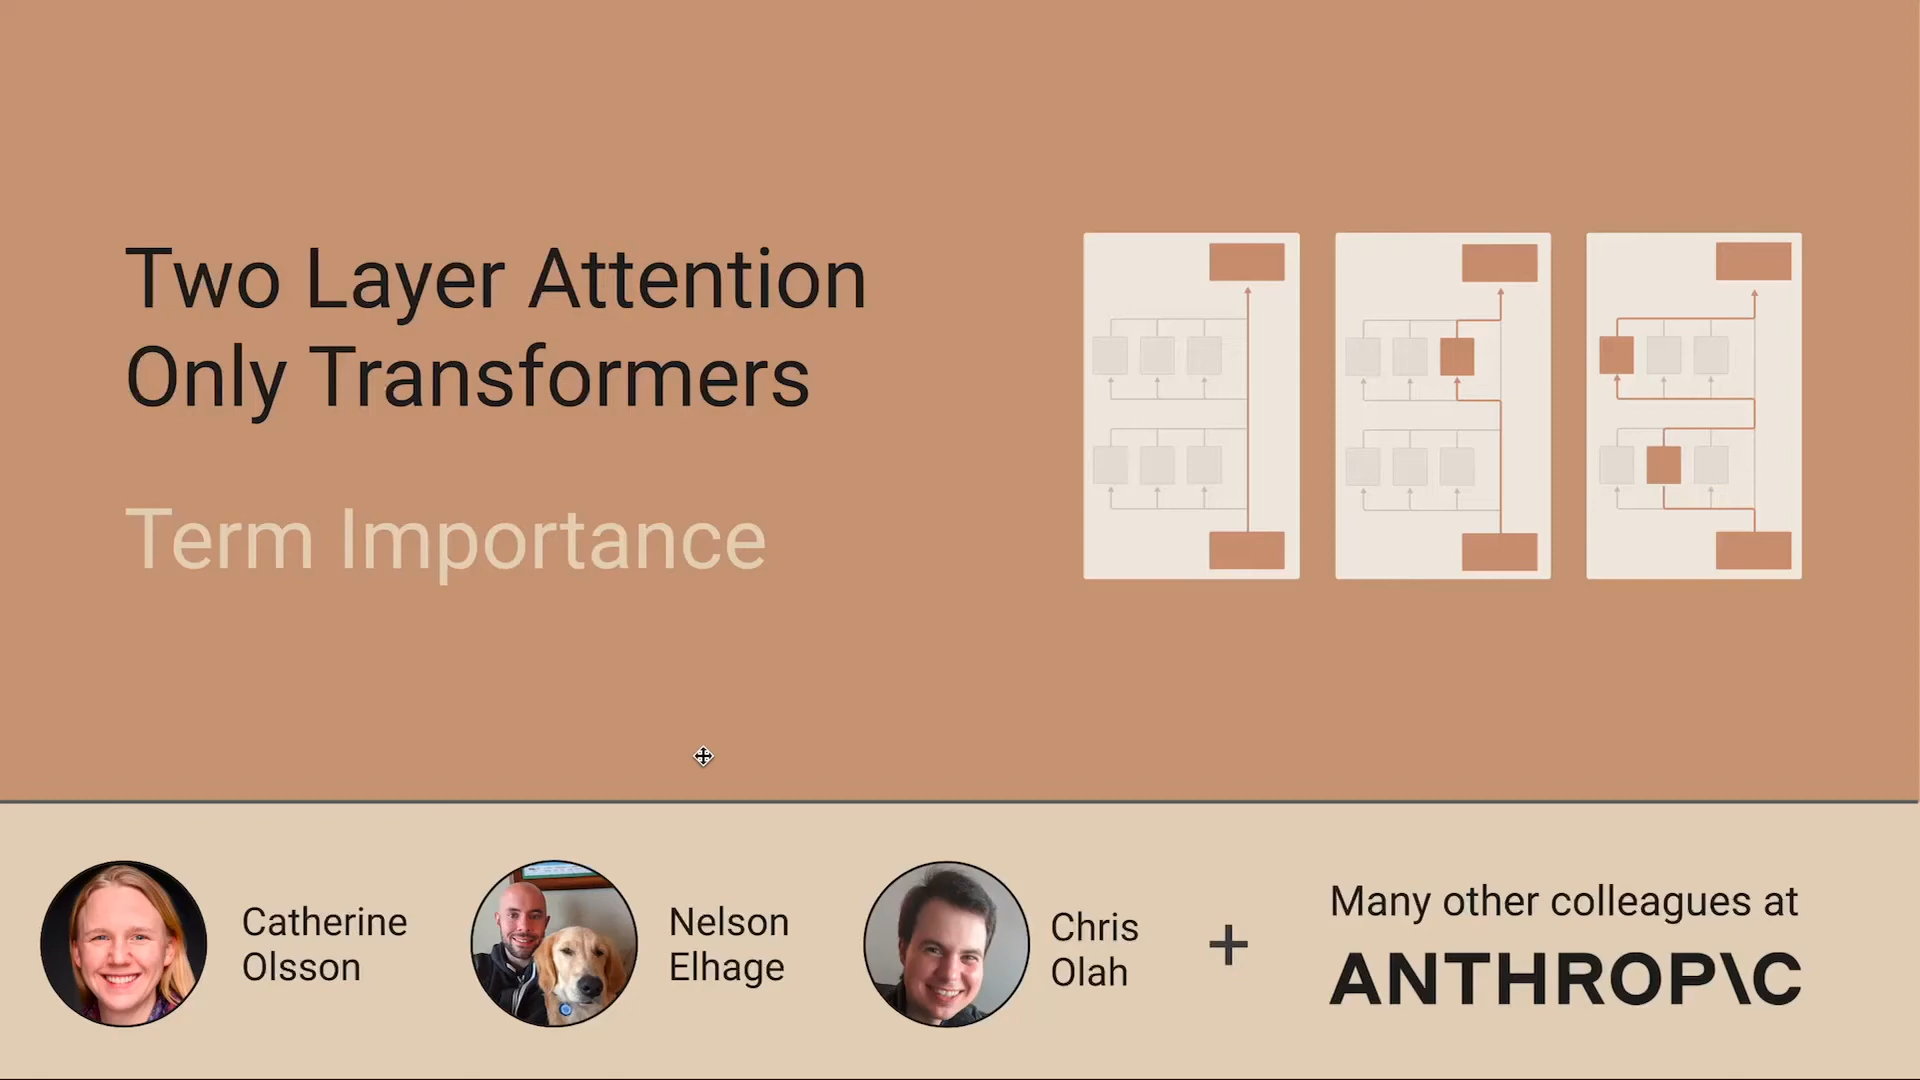 Two Layer Attention
Only Transformers
Term Importance
Catherine
Olsson
Nelson
Elhage
Chris
Olah
+
Many other colleagues at
ANTHROP\C